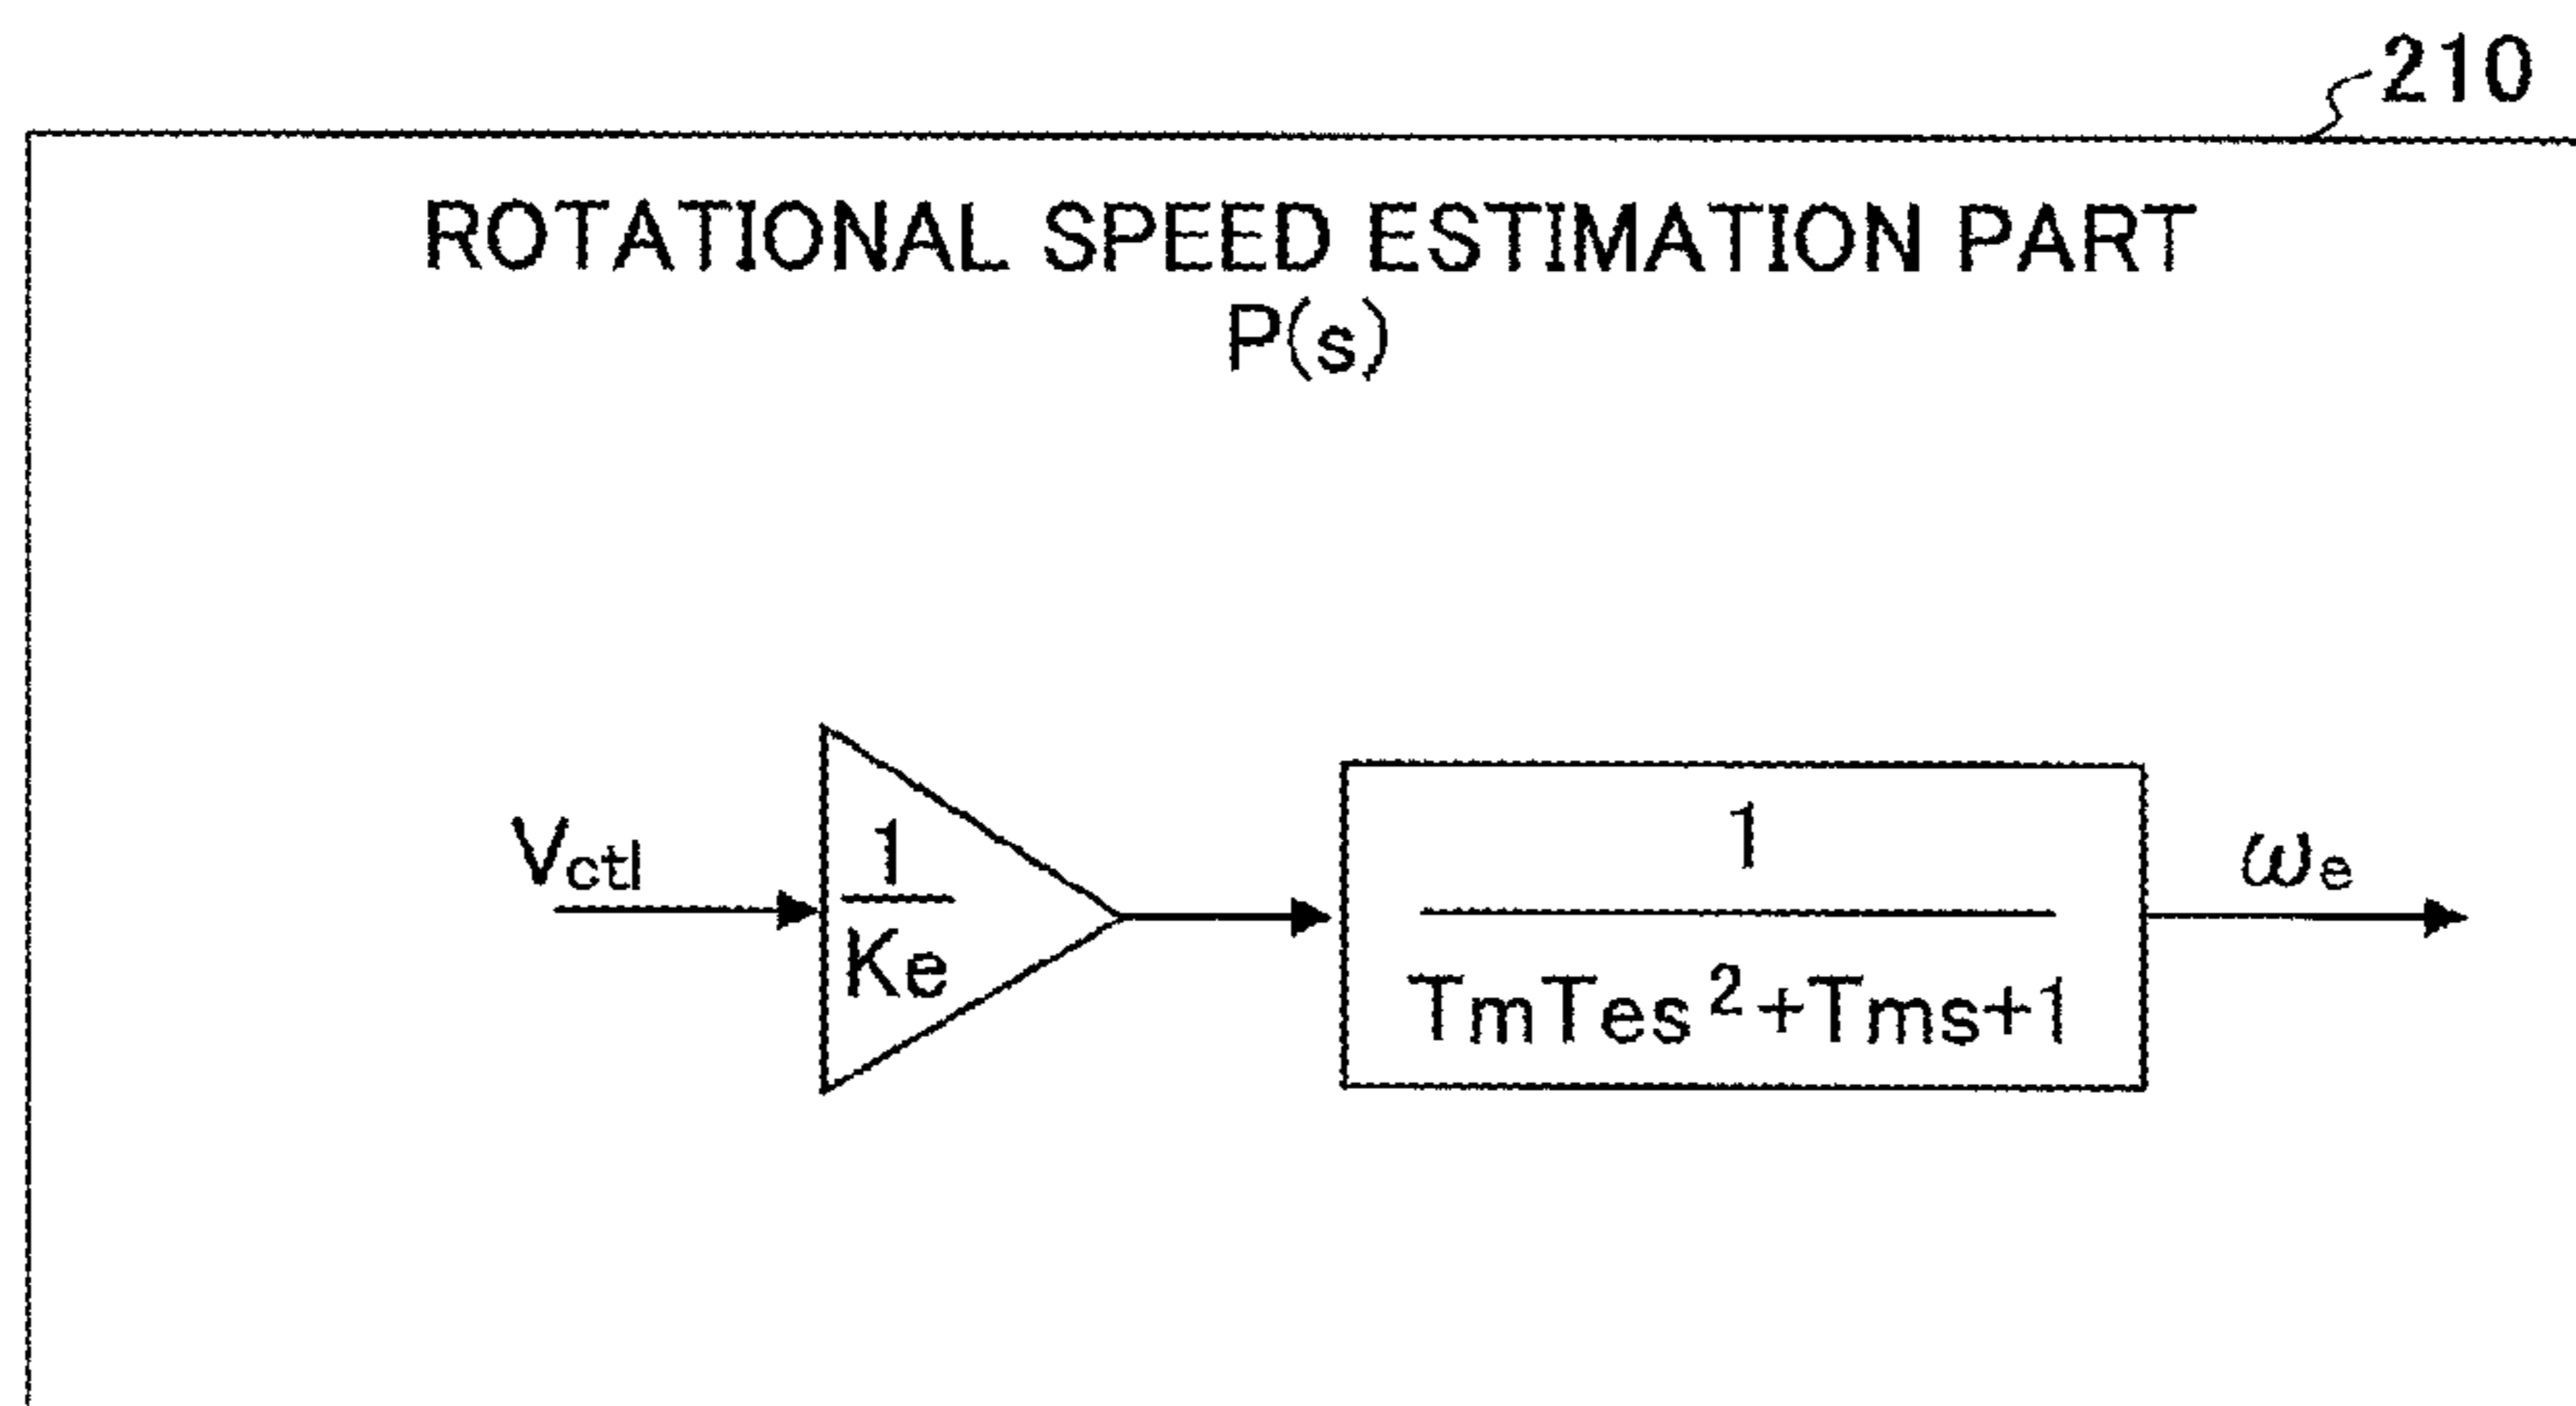 210
ROTATIONAL SPEED ESTIMATION PART
P(s)
Vctl
1
Ke
1
TmTes²+Tms+1
ωe